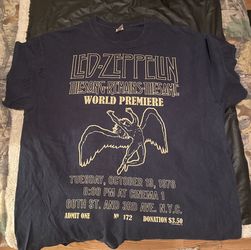 LED-ZEPPELIN
THE·SONG·REMAINS·THE·SAME
WORLD PREMIERE
TUESDAY, OCTOBER 19, 1976
8:00 PM AT CINEMA 1
60TH ST. AND 3RD AVE. N.Y.C.
ADMIT ONE Nº 172 DONATION $3.50